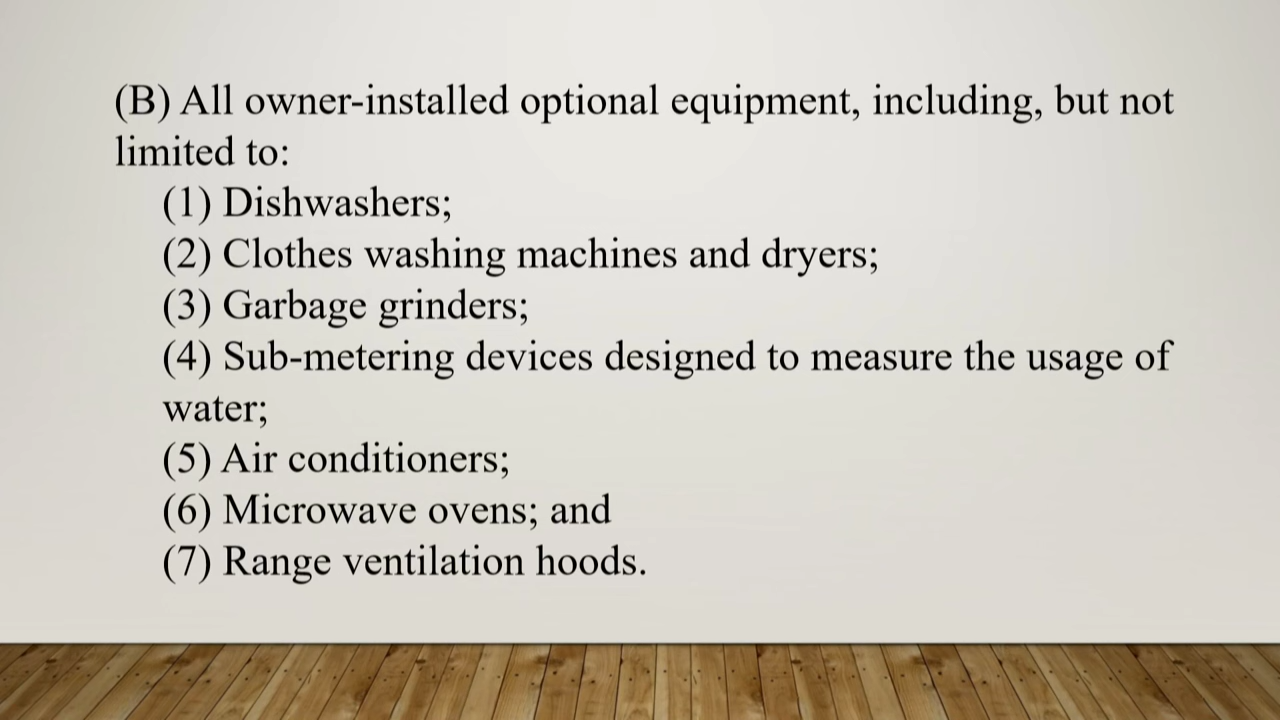 (B) All owner-installed optional equipment, including, but not
limited to:
(1) Dishwashers;
(2) Clothes washing machines and dryers;
(3) Garbage grinders;
(4) Sub-metering devices designed to measure the usage of
water;
(5) Air conditioners;
(6) Microwave ovens; and
(7) Range ventilation hoods.